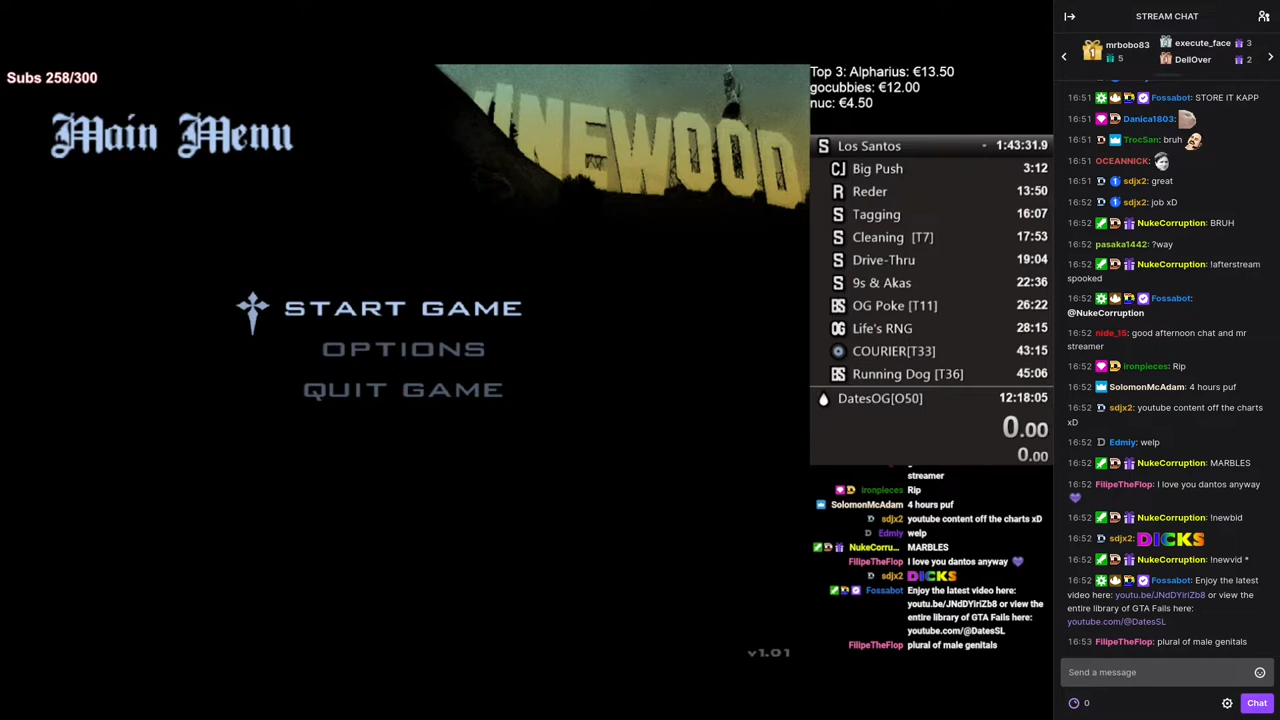 Subs 258/300
Main Menu
VINEWOOD
START GAME
OPTIONS
QUIT GAME
v1.01
Top 3: Alpharius: €13.50
gocubbies: €12.00
nuc: €4.50
S Los Santos - 1:43:31.9
CJ Big Push 3:12
R Reder 13:50
S Tagging 16:07
S Cleaning [T7] 17:53
S Drive-Thru 19:04
S 9s & Akas 22:36
BS OG Poke [T11] 26:22
OG Life's RNG 28:15
COURIER[T33] 43:15
BS Running Dog [T36] 45:06
DatesOG[O50] 12:18:05
0.00
0.00
streamer
ironpieces Rip
SolomonMcAdam 4 hours puf
sdjx2 youtube content off the charts xD
Edmiy welp
NukeCorru... MARBLES
FilipeTheFlop I love you dantos anyway
sdjx2 DICKS
Fossabot Enjoy the latest video here:
youtu.be/JNdDYiriZb8 or view the
entire library of GTA Fails here:
youtube.com/@DatesSL
FilipeTheFlop plural of male genitals
STREAM CHAT
1 mrbobo83 5
execute_face 3
DellOver 2
16:51 Fossabot: STORE IT KAPP
16:51 Danica1803:
16:51 TrocSan: bruh
16:51 OCEANNICK:
16:51 sdjx2: great
16:51 sdjx2: job xD
16:52 NukeCorruption: BRUH
16:52 pasaka1442: ?way
16:52 NukeCorruption: !afterstream
spooked
16:52 Fossabot:
@NukeCorruption
16:52 nide_15: good afternoon chat and mr
streamer
16:52 ironpieces: Rip
16:52 SolomonMcAdam: 4 hours puf
16:52 sdjx2: youtube content off the charts
xD
16:52 Edmiy: welp
16:52 NukeCorruption: MARBLES
16:52 FilipeTheFlop: I love you dantos anyway
16:52 NukeCorruption: !newbid
16:52 sdjx2: DICKS
16:52 NukeCorruption: !newvid *
16:52 Fossabot: Enjoy the latest
video here: youtu.be/JNdDYiriZb8 or view the
entire library of GTA Fails here:
youtube.com/@DatesSL
16:53 FilipeTheFlop: plural of male genitals
Send a message
0
Chat